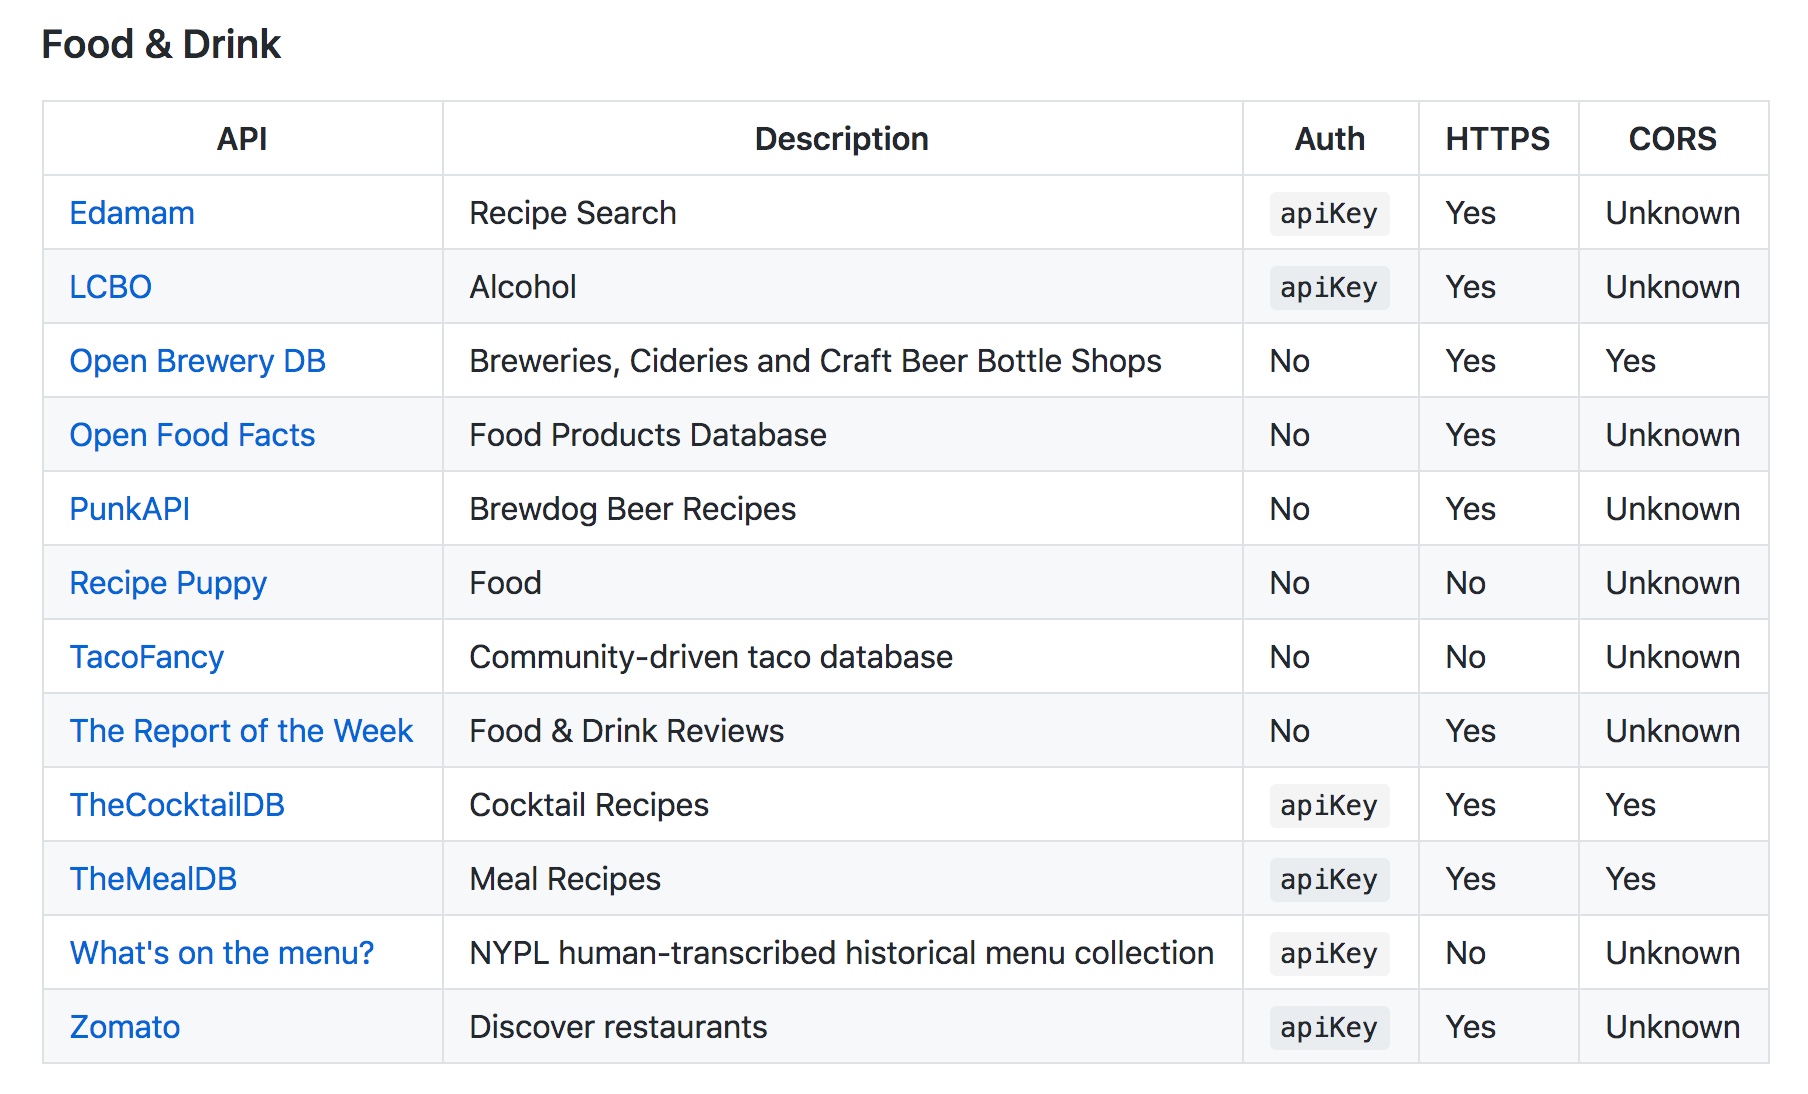 Food & Drink
API Description Auth HTTPS CORS
Edamam Recipe Search apiKey Yes Unknown
LCBO Alcohol apiKey Yes Unknown
Open Brewery DB Breweries, Cideries and Craft Beer Bottle Shops No Yes Yes
Open Food Facts Food Products Database No Yes Unknown
PunkAPI Brewdog Beer Recipes No Yes Unknown
Recipe Puppy Food No No Unknown
TacoFancy Community-driven taco database No No Unknown
The Report of the Week Food & Drink Reviews No Yes Unknown
TheCocktailDB Cocktail Recipes apiKey Yes Yes
TheMealDB Meal Recipes apiKey Yes Yes
What's on the menu? NYPL human-transcribed historical menu collection apiKey No Unknown
Zomato Discover restaurants apiKey Yes Unknown